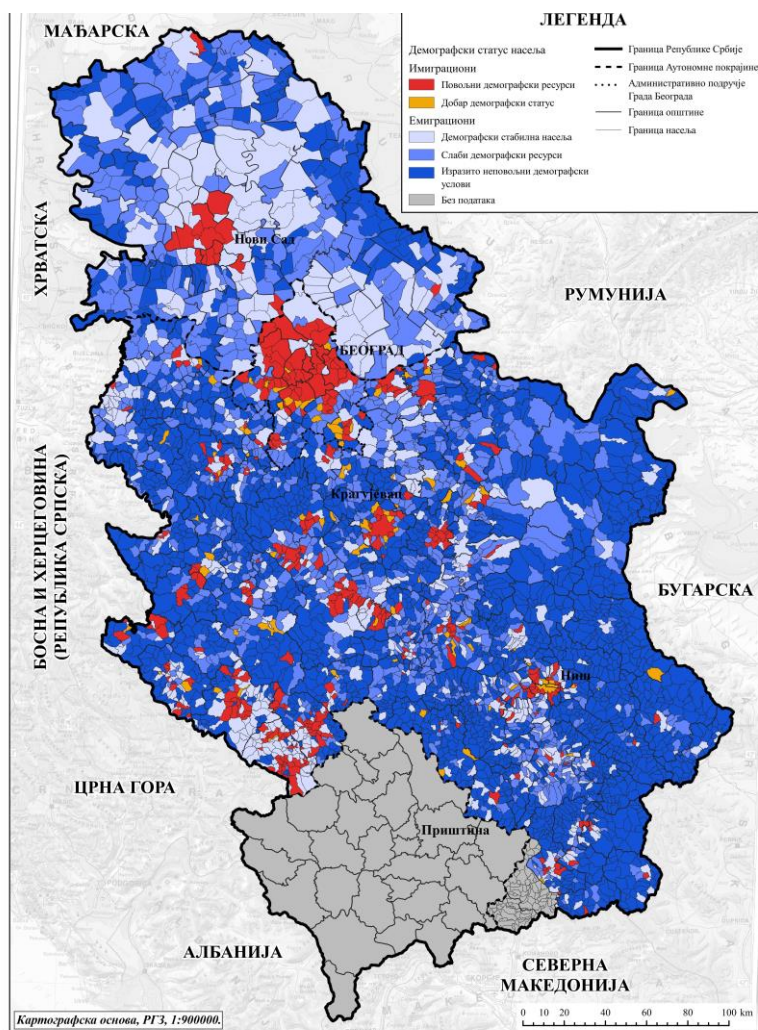 МАЂАРСКА
ХРВАТСКА
БОСНА И ХЕРЦЕГОВИНА
(РЕПУБЛИКА СРПСКА)
ЦРНА ГОРА
АЛБАНИЈА
СЕВЕРНА
МАКЕДОНИЈА
БУГАРСКА
РУМУНИЈА
Нови Сад
БЕОГРАД
Крагујевац
Ниш
Приштина
ЛЕГЕНДА
Демографски статус насеља
Имиграциони
Повољни демографски ресурси
Добар демографски статус
Емиграциони
Демографски стабилна насеља
Слаби демографски ресурси
Изразито неповољни демографски
услови
Без података
Граница Републике Србије
Граница Аутономне покрајине
Административно подручје
Града Београда
Граница општине
Граница насеља
Картографска основа, РГЗ, 1:900000.
0 20 40 60 80 100 km